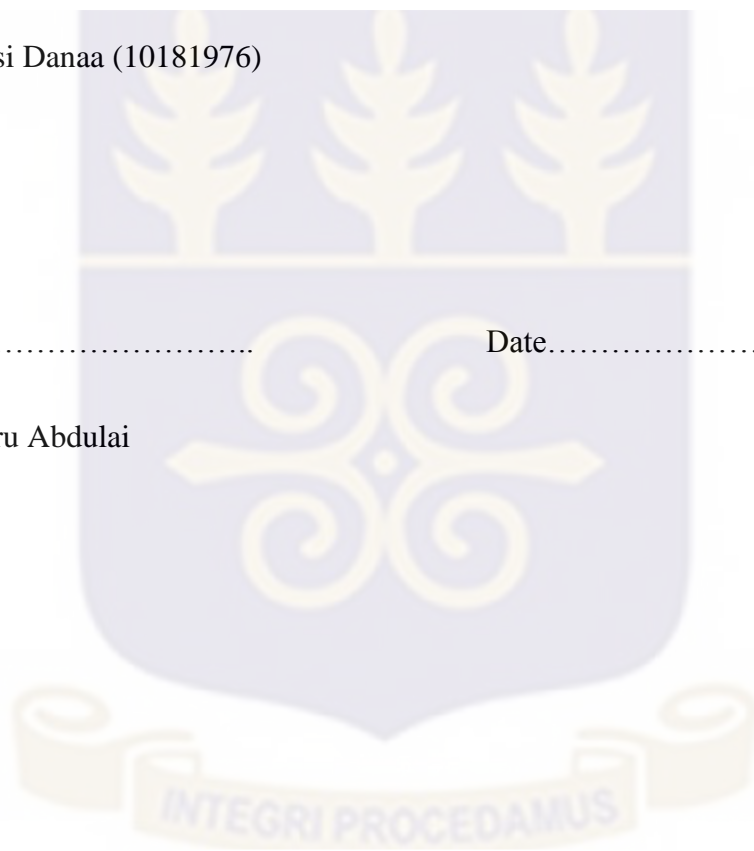 si Danaa (10181976)
…………………….. Date…………………
ru Abdulai
INTEGRI PROCEDAMUS